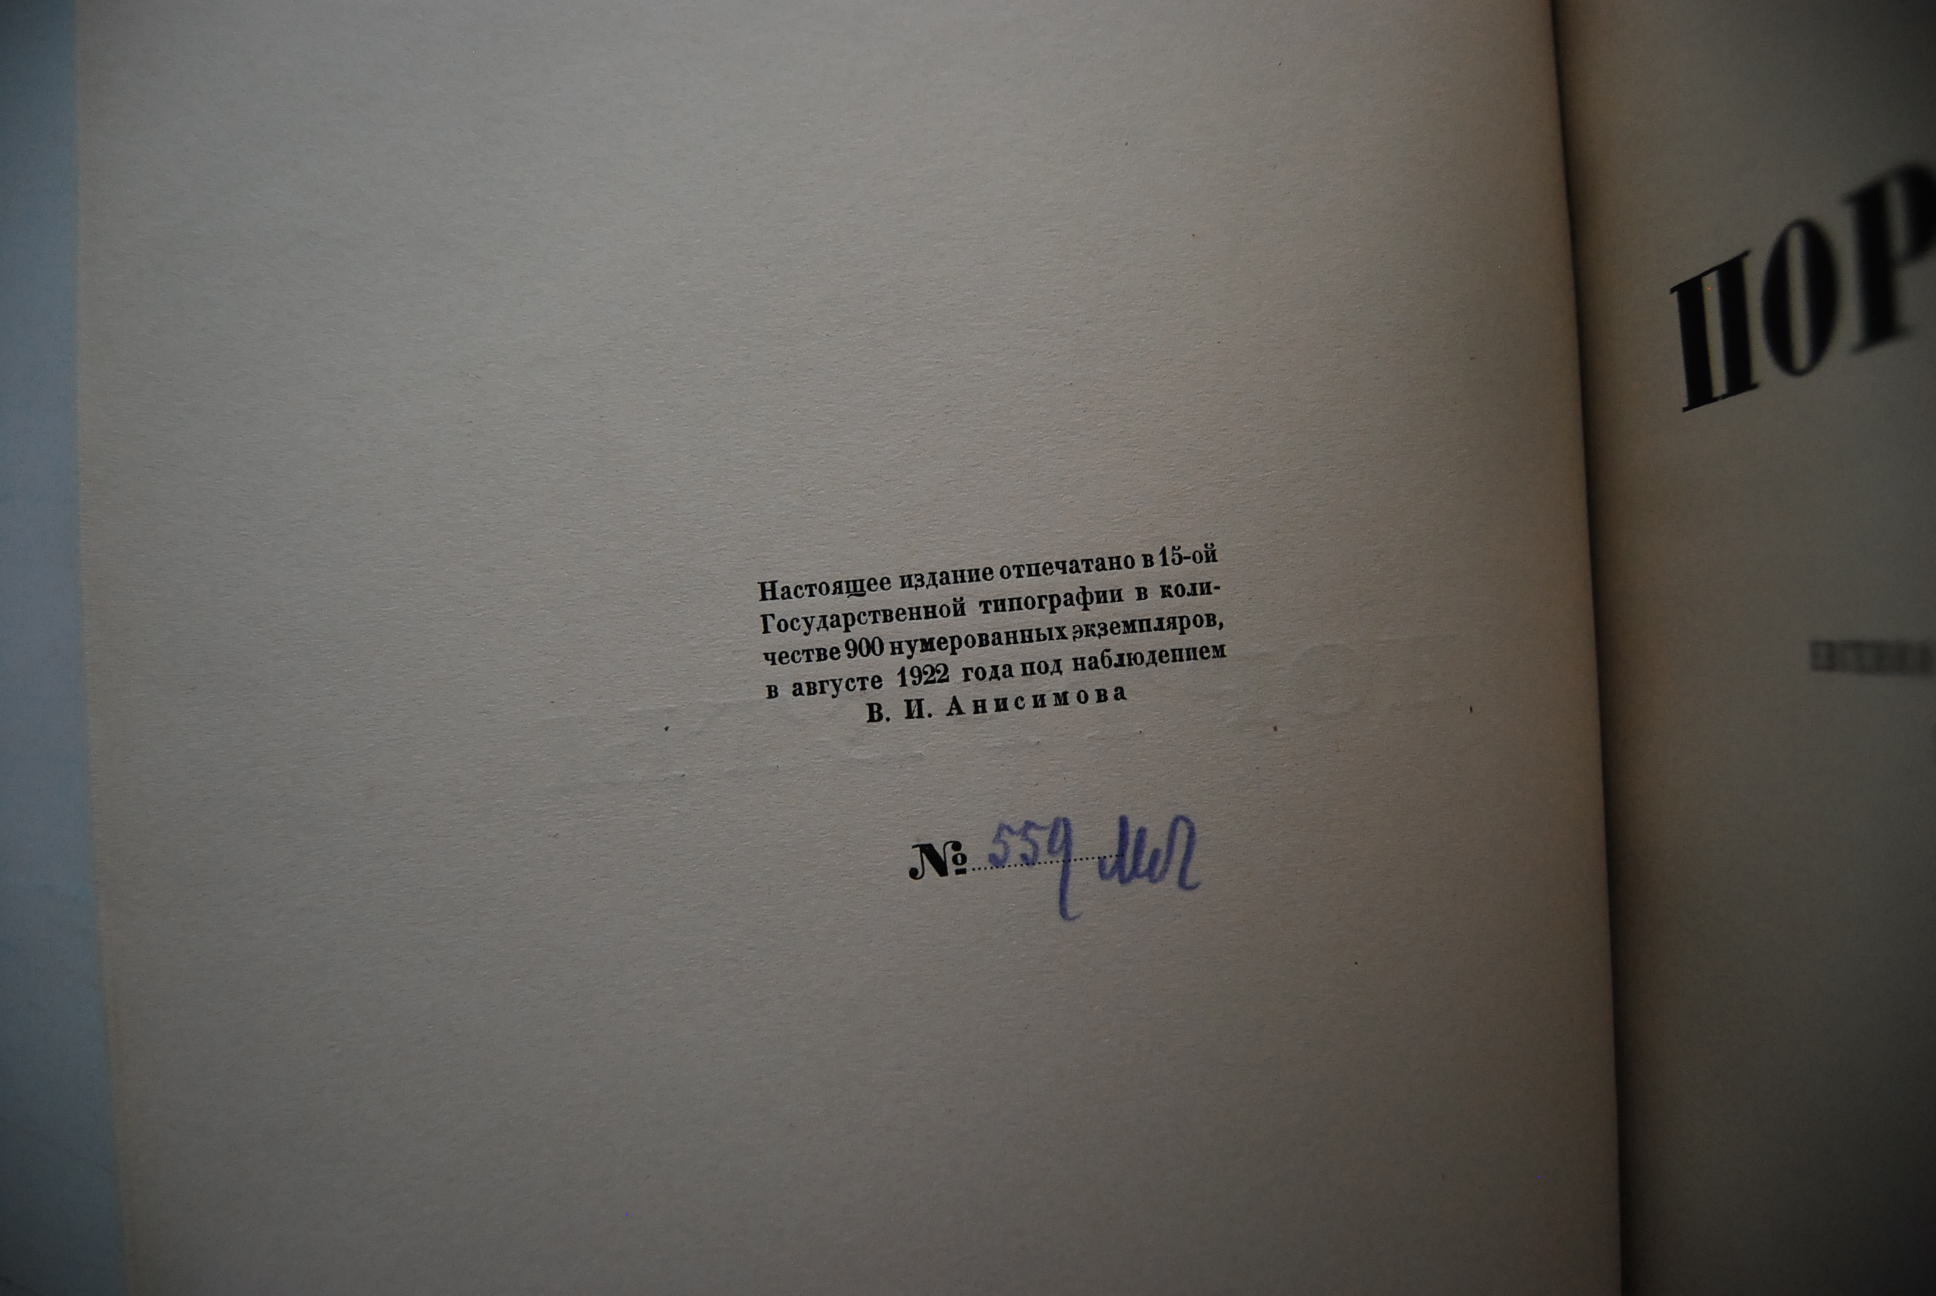 Настоящее издание отпечатано в 15-ой
Государственной типографии в коли-
честве 900 нумерованных экземпляров,
в августе 1922 года под наблюдением
В. И. Анисимова
№ 559
ПОР